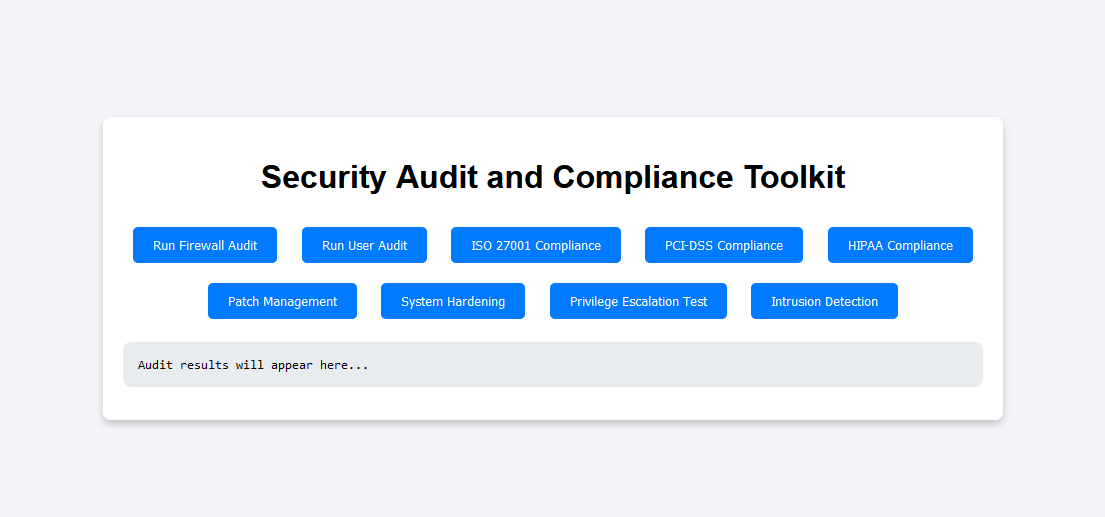 Security Audit and Compliance Toolkit
Run Firewall Audit
Run User Audit
ISO 27001 Compliance
PCI-DSS Compliance
HIPAA Compliance
Patch Management
System Hardening
Privilege Escalation Test
Intrusion Detection
Audit results will appear here...